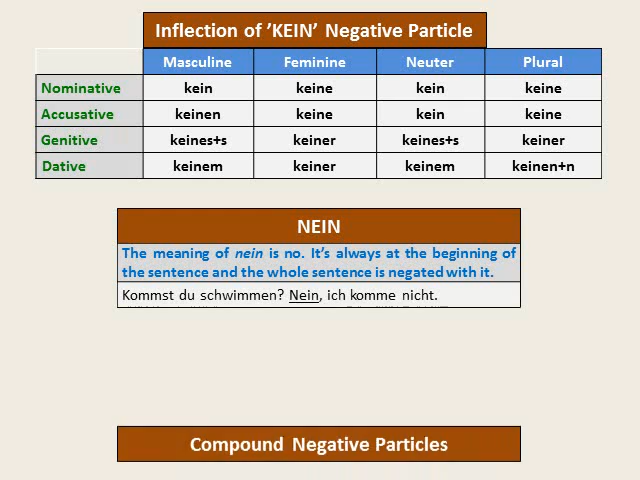 Inflection of ’KEIN’ Negative Particle
Masculine Feminine Neuter Plural
Nominative kein keine kein keine
Accusative keinen keine kein keine
Genitive keines+s keiner keines+s keiner
Dative keinem keiner keinem keinen+n
NEIN
The meaning of nein is no. It’s always at the beginning of
the sentence and the whole sentence is negated with it.
Kommst du schwimmen? Nein, ich komme nicht.
Compound Negative Particles